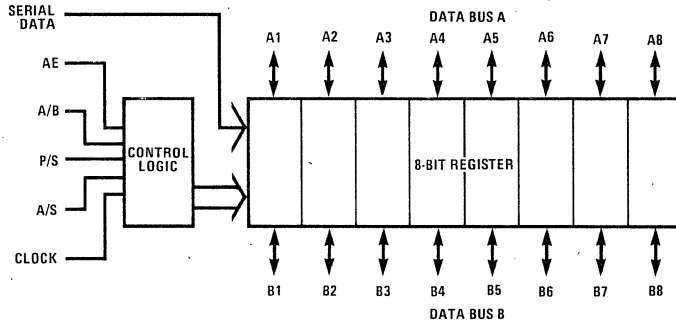 SERIAL
DATA
AE
A/B
P/S
A/S
CLOCK
CONTROL
LOGIC
DATA BUS A
A1 A2 A3 A4 A5 A6 A7 A8
8-BIT REGISTER
B1 B2 B3 B4 B5 B6 B7 B8
DATA BUS B